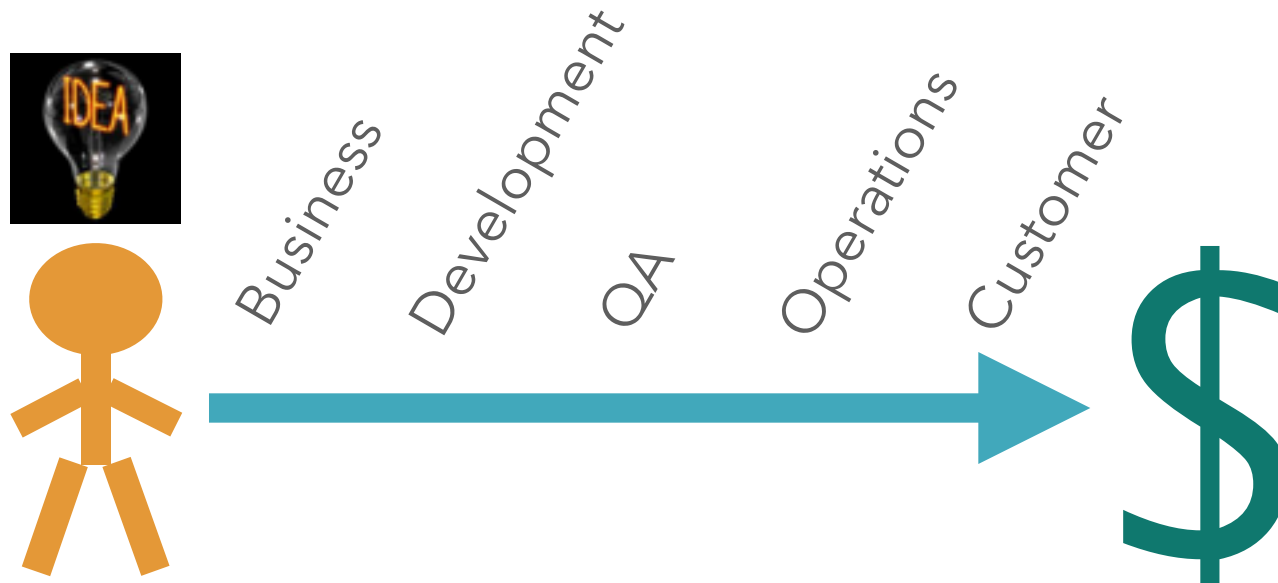 IDEA
Business
Development
QA
Operations
Customer
$